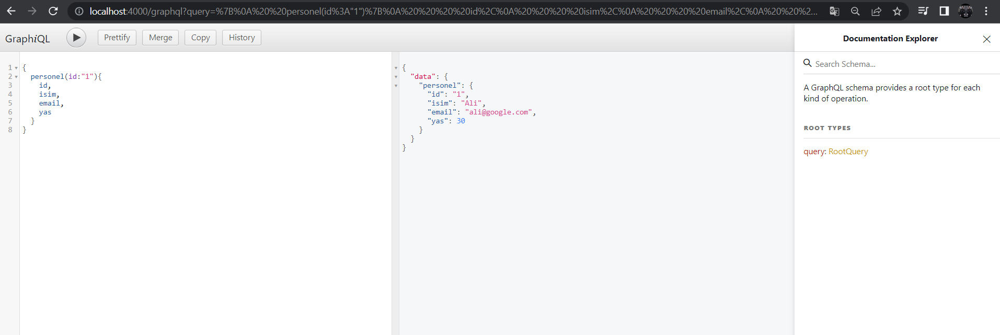 localhost:4000/graphql?query=%7B%0A%20%20personel(id%3A"1")%7B%0A%20%20%20%20id%2C%0A%20%20%20%20isim%2C%0A%20%20%20%20email%2C%0A%20%20%2...
GraphiQL Prettify Merge Copy History
1 {
2 personel(id:"1"){
3 id,
4 isim,
5 email,
6 yas
7 }
8 }
{
"data": {
"personel": {
"id": "1",
"isim": "Ali",
"email": "ali@google.com",
"yas": 30
}
}
}
Documentation Explorer
Search Schema...
A GraphQL schema provides a root type for each
kind of operation.
ROOT TYPES
query: RootQuery